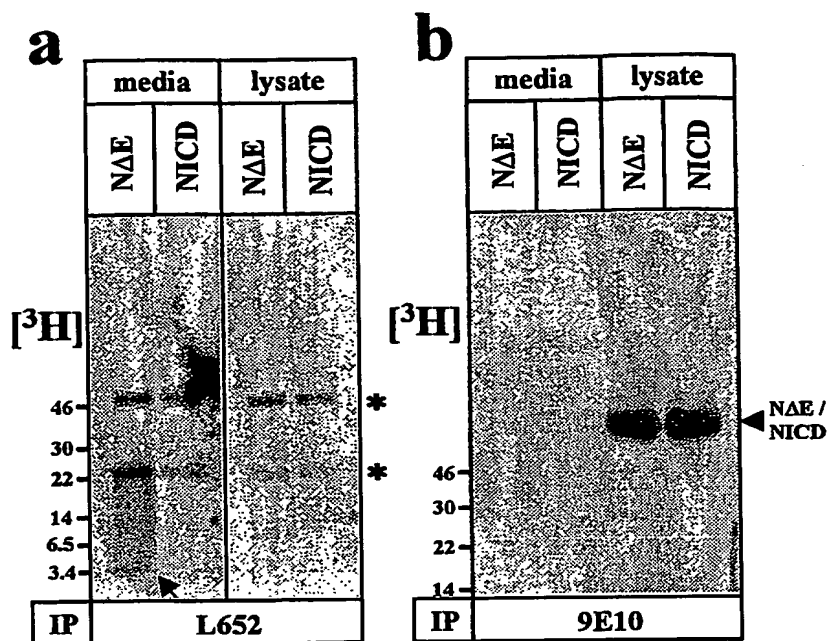 a
media lysate
NΔE NICD NΔE NICD
[³H]
46
30
22
14
6.5
3.4
*
*
IP L652
b
media lysate
NΔE NICD NΔE NICD
[³H]
NΔE /
NICD
46
30
22
14
IP 9E10